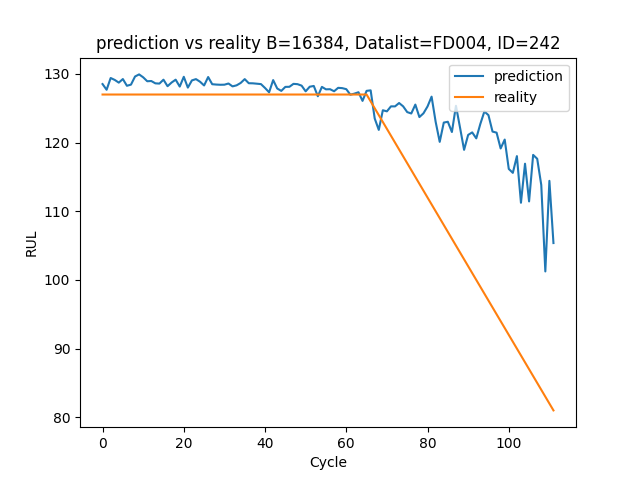 prediction vs reality B=16384, Datalist=FD004, ID=242
prediction
reality
RUL
130
120
110
100
90
80
0
20
40
60
80
100
Cycle